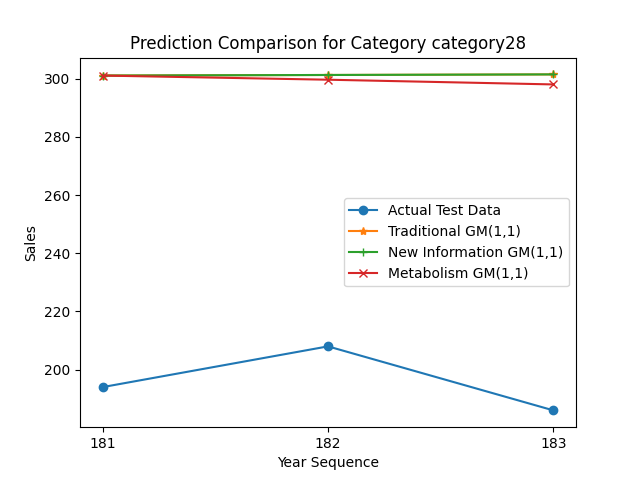 Prediction Comparison for Category category28
Sales
300
280
260
240
220
200
Actual Test Data
Traditional GM(1,1)
New Information GM(1,1)
Metabolism GM(1,1)
181
182
183
Year Sequence